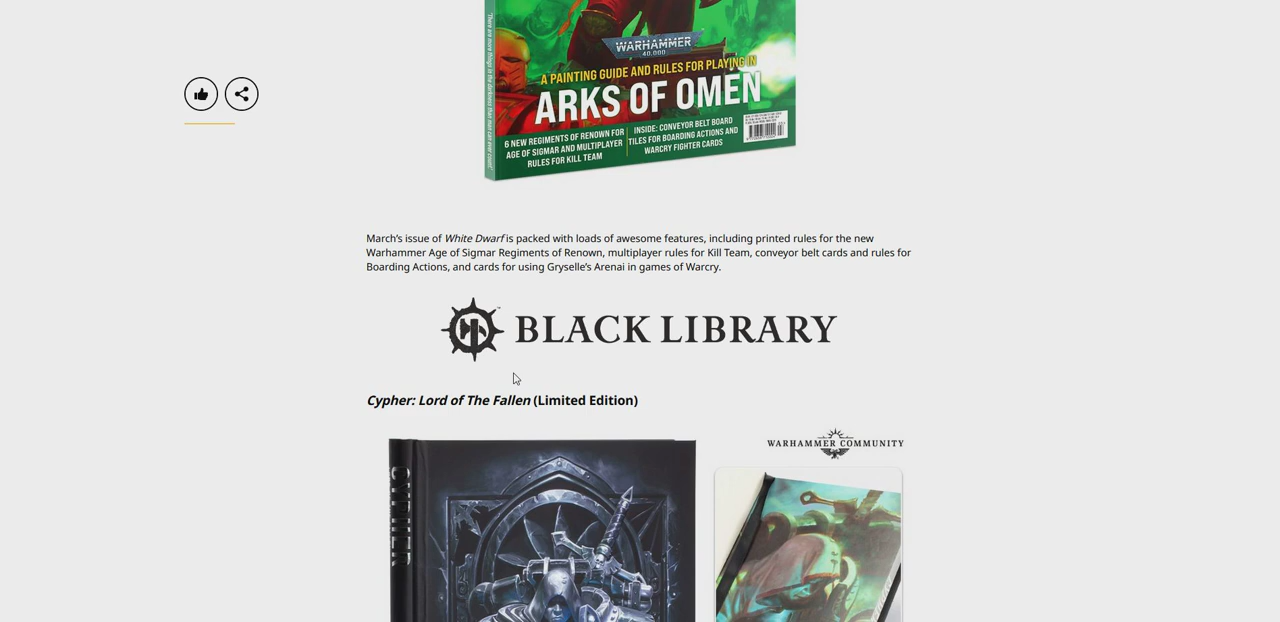 WARHAMMER
40,000
A PAINTING GUIDE AND RULES FOR PLAYING IN
ARKS OF OMEN
6 NEW REGIMENTS OF RENOWN FOR
AGE OF SIGMAR AND MULTIPLAYER
RULES FOR KILL TEAM
INSIDE: CONVEYOR BELT BOARD
TILES FOR BOARDING ACTIONS AND
WARCRY FIGHTER CARDS
March’s issue of White Dwarf is packed with loads of awesome features, including printed rules for the new
Warhammer Age of Sigmar Regiments of Renown, multiplayer rules for Kill Team, conveyor belt cards and rules for
Boarding Actions, and cards for using Gryselle’s Arenai in games of Warcry.
BLACK LIBRARY
Cypher: Lord of The Fallen (Limited Edition)
WARHAMMER COMMUNITY
CYPHER